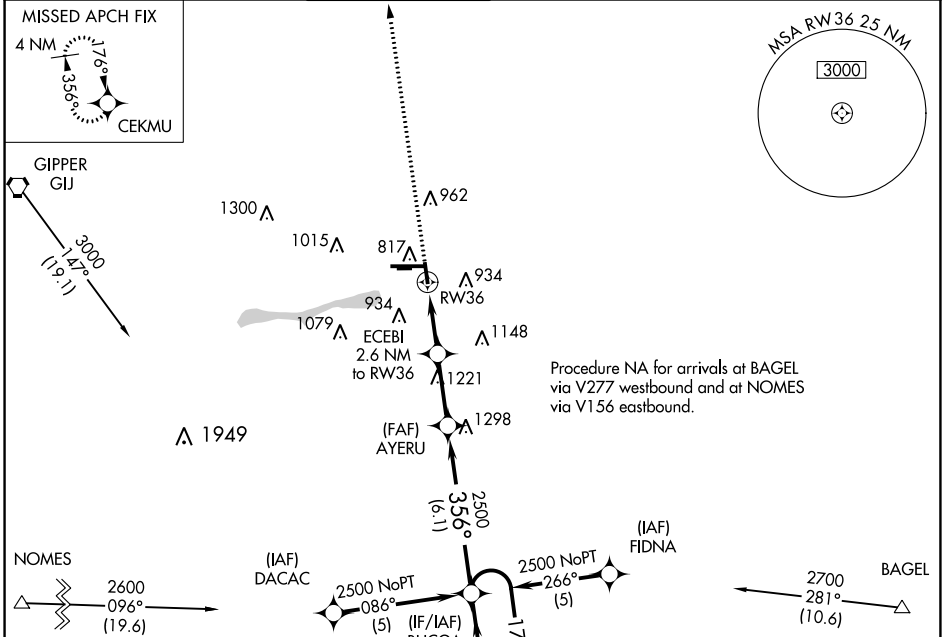 MISSED APCH FIX
4 NM
176°
356°
CEKMU
MSA RW36 25 NM
3000
GIPPER
GIJ
3000
147°
(19.1)
1300
962
1015
817
934
RW36
934
1079
ECEBI
2.6 NM
to RW36
1148
1221
Procedure NA for arrivals at BAGEL
via V277 westbound and at NOMES
via V156 eastbound.
1949
(FAF)
AYERU
1298
2500
356°
(6.1)
(IAF)
FIDNA
NOMES
(IAF)
DACAC
2500 NoPT
266°
(5)
BAGEL
2600
096°
(19.6)
2500 NoPT
086°
(5)
2700
281°
(10.6)
(IF/IAF)
17